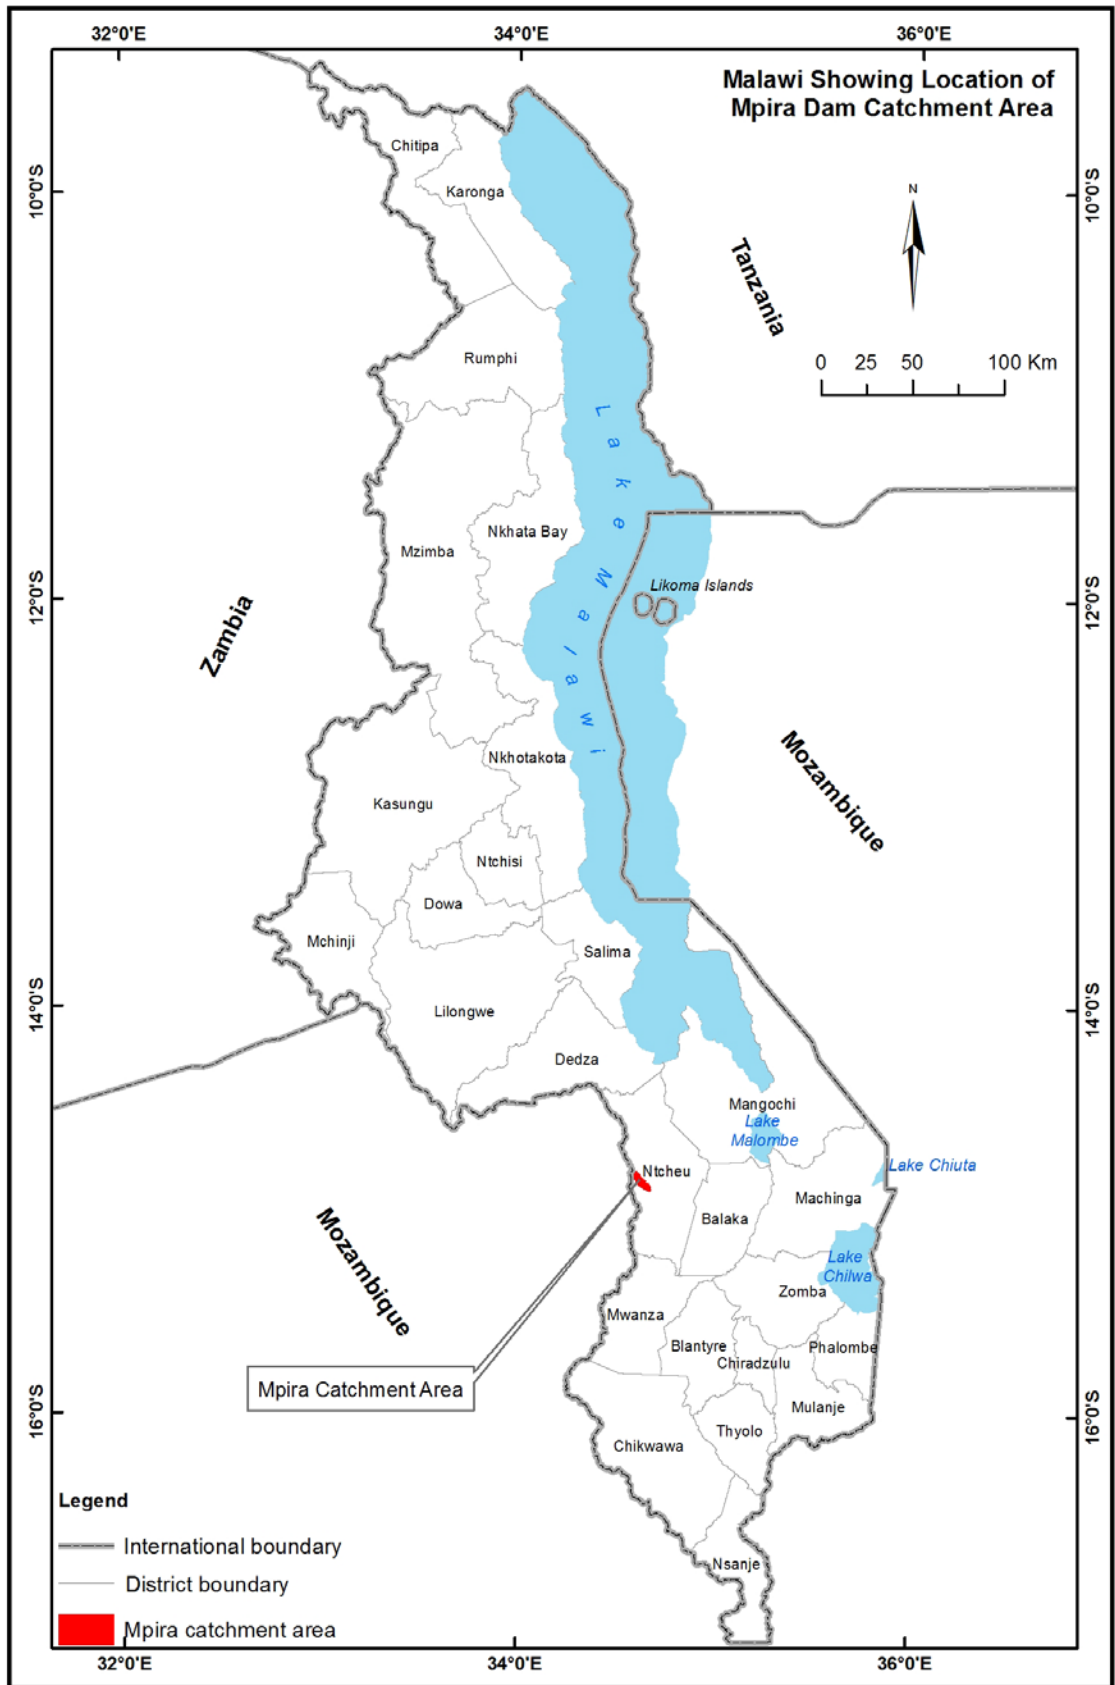 32°0'E
34°0'E
36°0'E
Malawi Showing Location of
Mpira Dam Catchment Area
Chitipa
Karonga
10°0'S
10°0'S
N
Tanzania
0 25 50 100 Km
Rumphi
Lake Malawi
Nkhata Bay
Mzimba
Likoma Islands
12°0'S
12°0'S
Zambia
Nkhotakota
Mozambique
Kasungu
Ntchisi
Dowa
Mchinji
Salima
14°0'S
14°0'S
Lilongwe
Dedza
Mangochi
Lake
Malombe
Lake Chiuta
Ntcheu
Machinga
Balaka
Mozambique
Lake
Chilwa
Zomba
Mwanza
Blantyre
Phalombe
Chiradzulu
Mpira Catchment Area
Mulanje
16°0'S
16°0'S
Thyolo
Chikwawa
Legend
International boundary
Nsanje
District boundary
Mpira catchment area
32°0'E
34°0'E
36°0'E